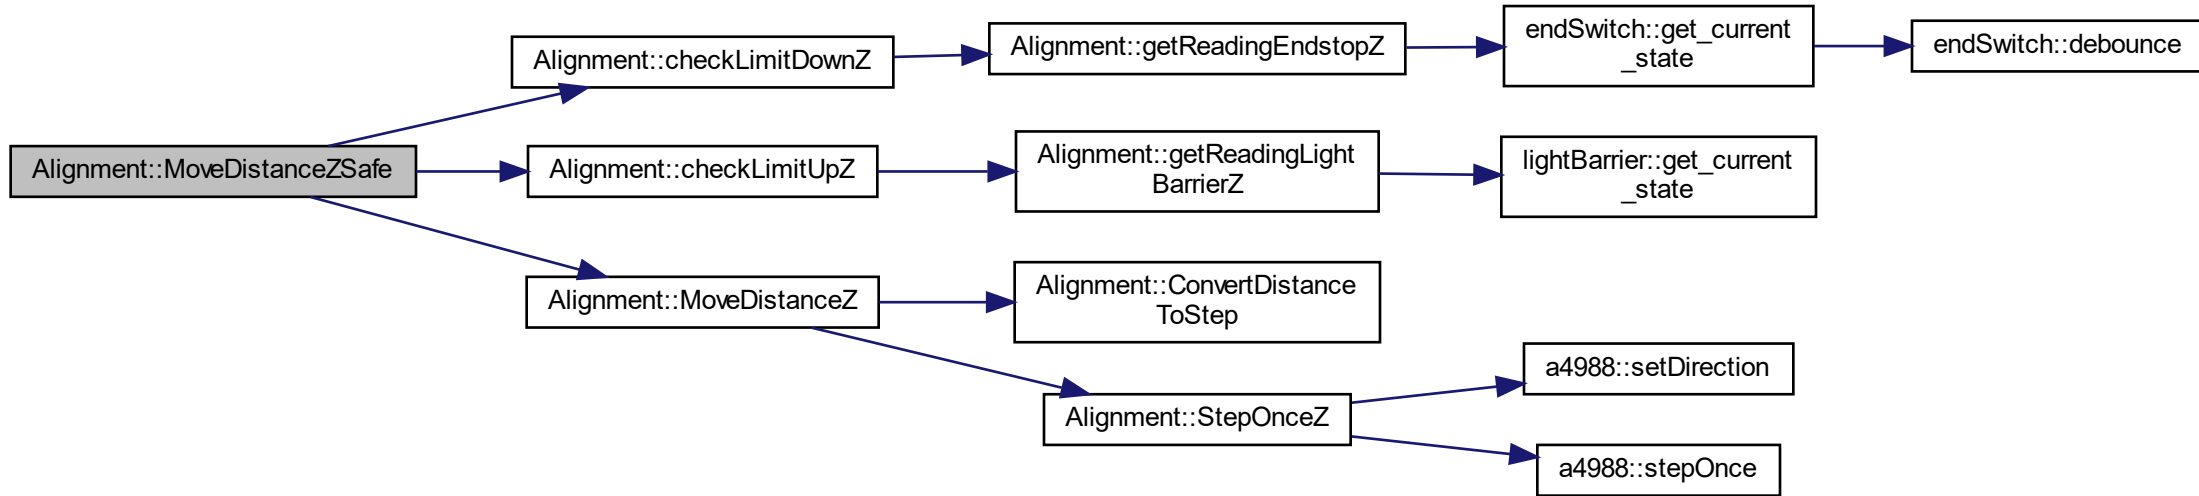 Alignment::MoveDistanceZSafe
Alignment::checkLimitDownZ
Alignment::getReadingEndstopZ
endSwitch::get_current
_state
endSwitch::debounce
Alignment::checkLimitUpZ
Alignment::getReadingLight
BarrierZ
lightBarrier::get_current
_state
Alignment::MoveDistanceZ
Alignment::ConvertDistance
ToStep
Alignment::StepOnceZ
a4988::setDirection
a4988::stepOnce